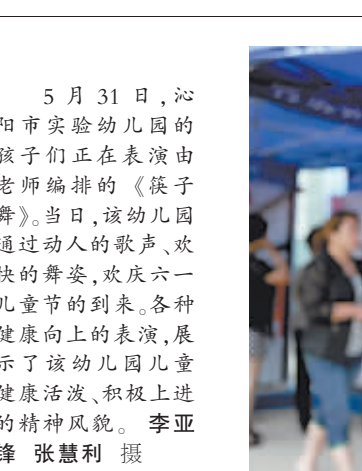 5 月 31 日,沁
阳市实验幼儿园的
孩子们正在表演由
老师编排的《筷子
舞》。当日,该幼儿园
通过动人的歌声、欢
快的舞姿,欢庆六一
儿童节的到来。各种
健康向上的表演,展
示了该幼儿园儿童
健康活泼、积极上进
的精神风貌。 李亚
锋 张慧利 摄